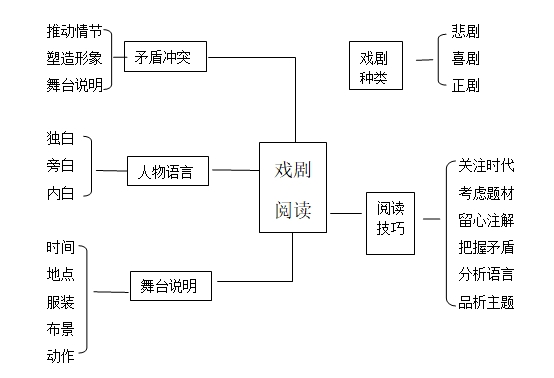 推动情节
塑造形象
舞台说明
矛盾冲突
独白
旁白
内白
人物语言
时间
地点
服装
布景
动作
舞台说明
戏剧
阅读
戏剧
种类
悲剧
喜剧
正剧
阅读
技巧
关注时代
考虑题材
留心注解
把握矛盾
分析语言
品析主题